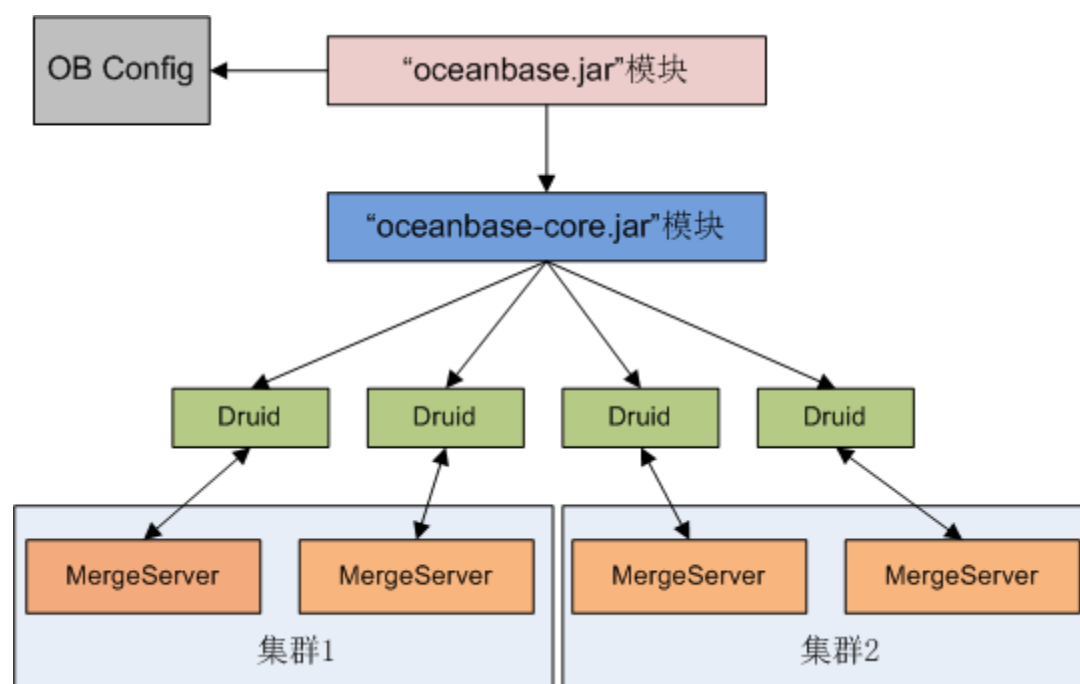 OB Config
“oceanbase.jar”模块
“oceanbase-core.jar”模块
Druid
Druid
Druid
Druid
MergeServer
MergeServer
MergeServer
MergeServer
集群1
集群2